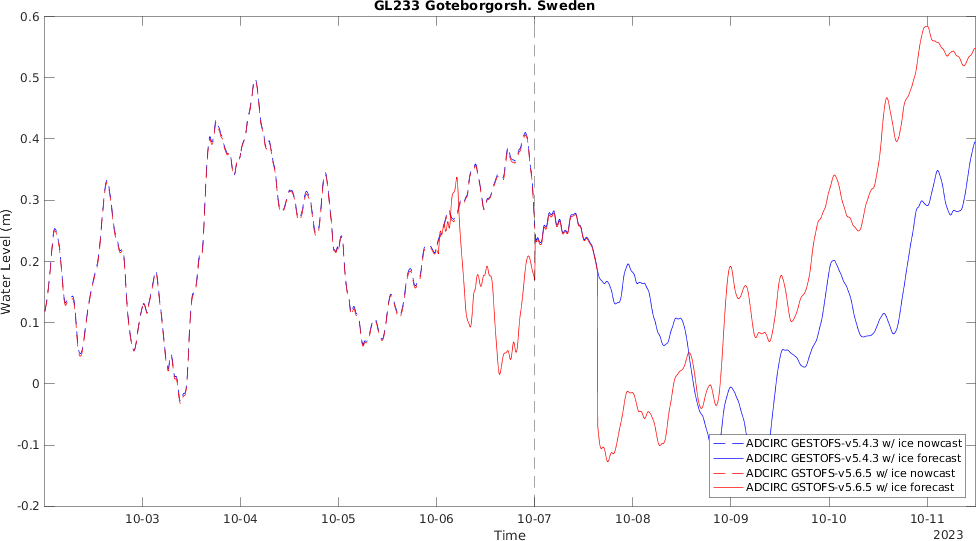 GL233 Goteborgorsh. Sweden
0.6
0.5
0.4
0.3
0.2
0.1
0
-0.1
-0.2
Water Level (m)
ADCIRC GESTOFS-v5.4.3 w/ ice nowcast
ADCIRC GESTOFS-v5.4.3 w/ ice forecast
ADCIRC GSTOFS-v5.6.5 w/ ice nowcast
ADCIRC GSTOFS-v5.6.5 w/ ice forecast
10-03 10-04 10-05 10-06 10-07 10-08 10-09 10-10 10-11
Time
2023